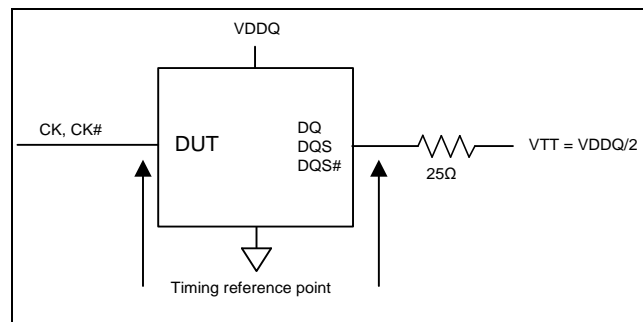 VDDQ
CK, CK#
DUT
DQ
DQS
DQS#
VTT = VDDQ/2
25Ω
Timing reference point